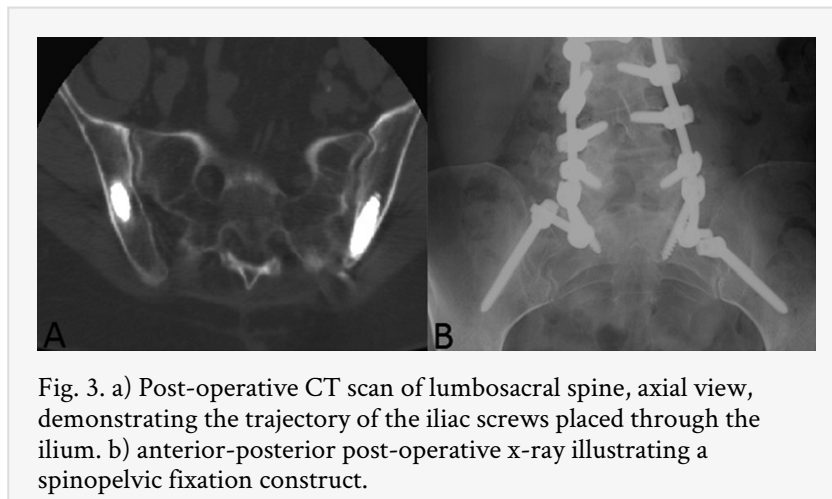 A
B
Fig. 3. a) Post-operative CT scan of lumbosacral spine, axial view,
demonstrating the trajectory of the iliac screws placed through the
ilium. b) anterior-posterior post-operative x-ray illustrating a
spinopelvic fixation construct.